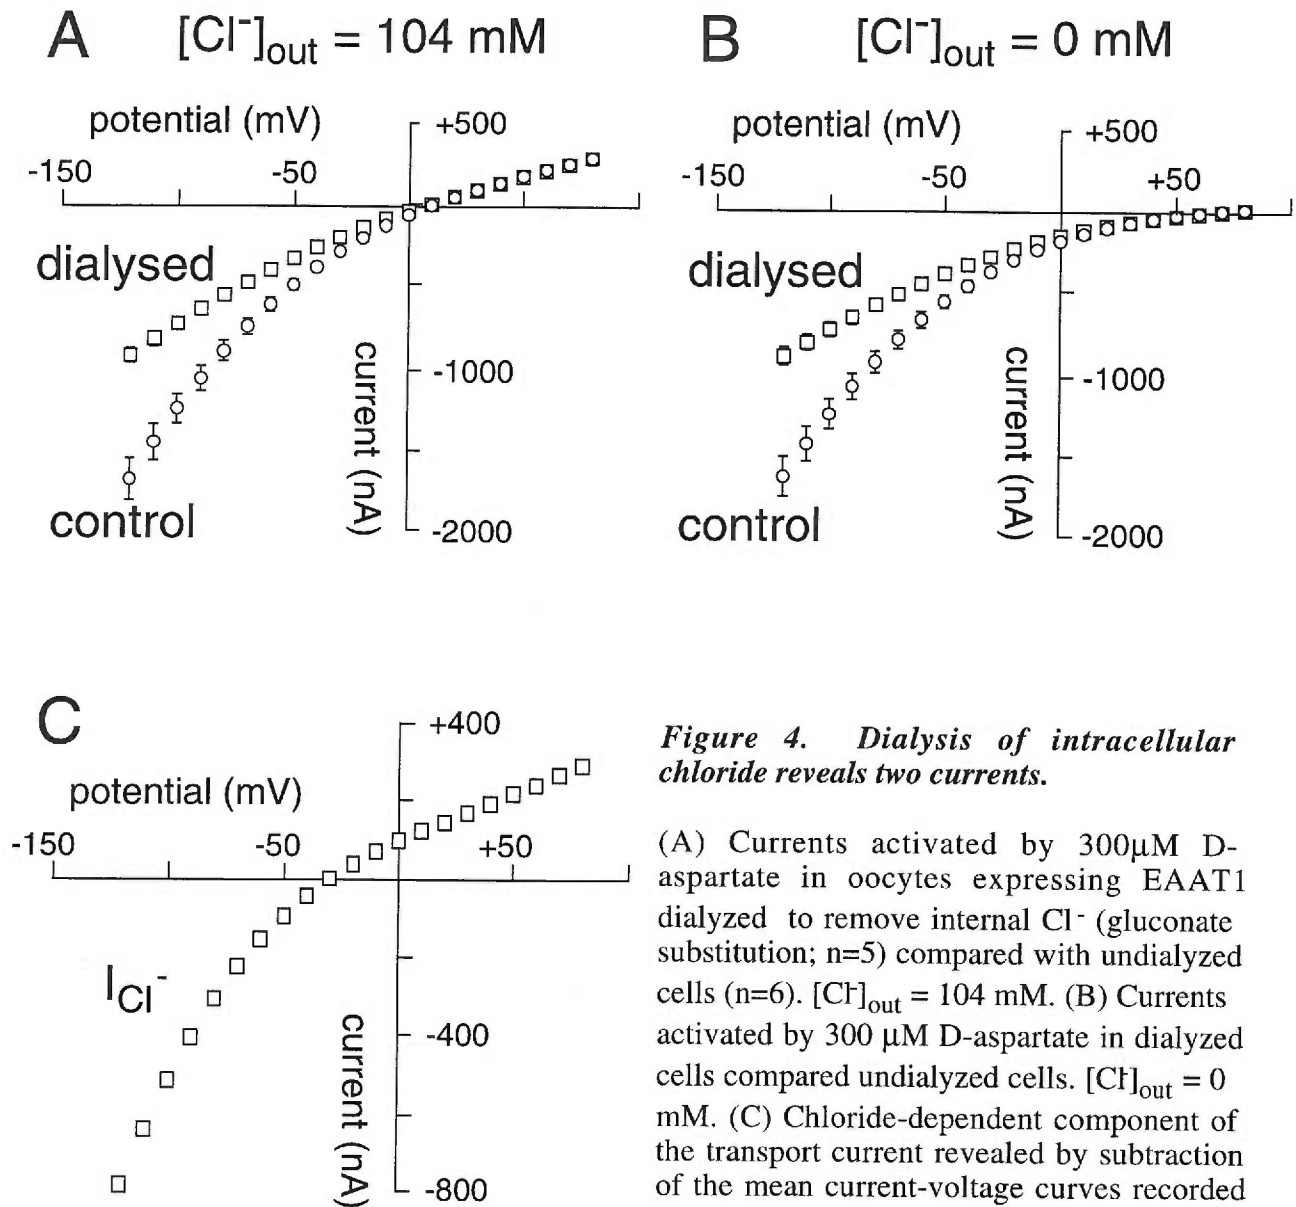 A [Cl-]out = 104 mM
potential (mV)
+500
-150
-50
dialysed
control
-1000
-2000
current (nA)
B [Cl-]out = 0 mM
potential (mV)
+500
-150
-50
+50
dialysed
control
-1000
-2000
current (nA)
C
potential (mV)
+400
-150
-50
+50
ICl-
-400
-800
current (nA)
Figure 4. Dialysis of intracellular
chloride reveals two currents.
(A) Currents activated by 300µM D-
aspartate in oocytes expressing EAAT1
dialyzed to remove internal Cl- (gluconate
substitution; n=5) compared with undialyzed
cells (n=6). [Cl-]out = 104 mM. (B) Currents
activated by 300 µM D-aspartate in dialyzed
cells compared undialyzed cells. [Cl-]out = 0
mM. (C) Chloride-dependent component of
the transport current revealed by subtraction
of the mean current-voltage curves recorded